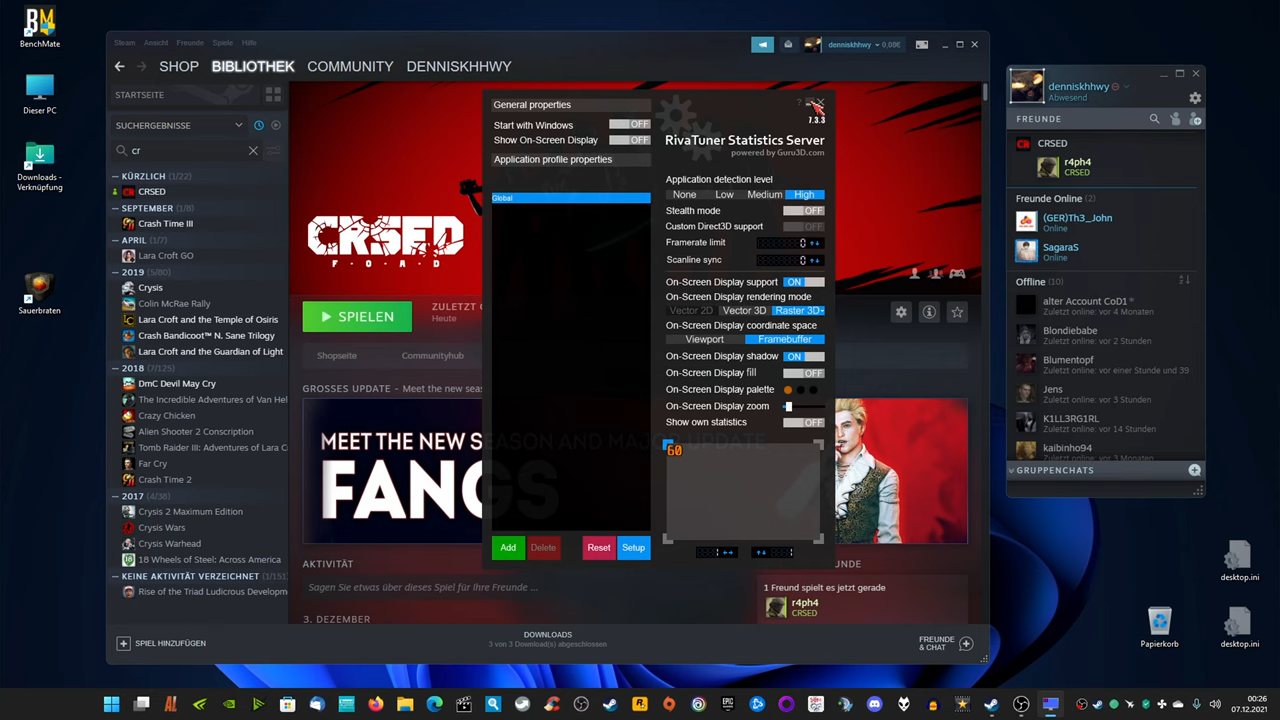 BenchMate
Dieser PC
Downloads -
Verknüpfung
Sauerbraten
Steam Ansicht Freunde Spiele Hilfe
denniskhhwy 0,08€
SHOP BIBLIOTHEK COMMUNITY DENNISKHHWY
STARTSEITE
SUCHERGEBNISSE
cr
— KÜRZLICH (1/22)
CRSED
— SEPTEMBER (1/8)
Crash Time III
— APRIL (1/7)
Lara Croft GO
— 2019 (5/80)
Crysis
Colin McRae Rally
Lara Croft and the Temple of Osiris
Crash Bandicoot™ N. Sane Trilogy
Lara Croft and the Guardian of Light
— 2018 (7/125)
DmC Devil May Cry
The Incredible Adventures of Van Hel
Crazy Chicken
Alien Shooter 2 Conscription
Tomb Raider III: Adventures of Lara C
Far Cry
Crash Time 2
— 2017 (4/38)
Crysis 2 Maximum Edition
Crysis Wars
Crysis Warhead
18 Wheels of Steel: Across America
— KEINE AKTIVITÄT VERZEICHNET (1/151)
Rise of the Triad Ludicrous Developm
SPIEL HINZUFÜGEN
CRSED
F.O.A.D
SPIELEN
ZULETZT
Heute
Shopseite
Communityhub
GROSSES UPDATE - Meet the new sea
MEET THE NEW SEASON AND MAJOR UPDATE
FANGS
AKTIVITÄT
Sagen Sie etwas über dieses Spiel für Ihre Freunde ...
3. DEZEMBER
1 Freund spielt es jetzt gerade
r4ph4
CRSED
DOWNLOADS
3 von 3 Download(s) abgeschlossen
FREUNDE
& CHAT
General properties
Start with Windows OFF
Show On-Screen Display OFF
Application profile properties
Global
Add Delete Reset Setup
7.3.3
RivaTuner Statistics Server
powered by Guru3D.com
Application detection level
None Low Medium High
Stealth mode OFF
Custom Direct3D support OFF
Framerate limit 0
Scanline sync 0
On-Screen Display support ON
On-Screen Display rendering mode
Vector 2D Vector 3D Raster 3D
On-Screen Display coordinate space
Viewport Framebuffer
On-Screen Display shadow ON
On-Screen Display fill OFF
On-Screen Display palette
On-Screen Display zoom
Show own statistics OFF
60
denniskhhwy
Abwesend
FREUNDE
CRSED
r4ph4
CRSED
Freunde Online (2)
(GER)Th3_John
Online
SagaraS
Online
Offline (10)
alter Account CoD1 *
Zuletzt online: vor 4 Monaten
Blondiebabe
Zuletzt online: vor 2 Stunden
Blumentopf
Zuletzt online: vor einer Stunde und 39
Jens
Zuletzt online: vor 3 Stunden
K1LL3RG1RL
Zuletzt online: vor 14 Stunden
kaibinho94
GRUPPENCHATS
desktop.ini
Papierkorb
desktop.ini
00:26
07.12.2021